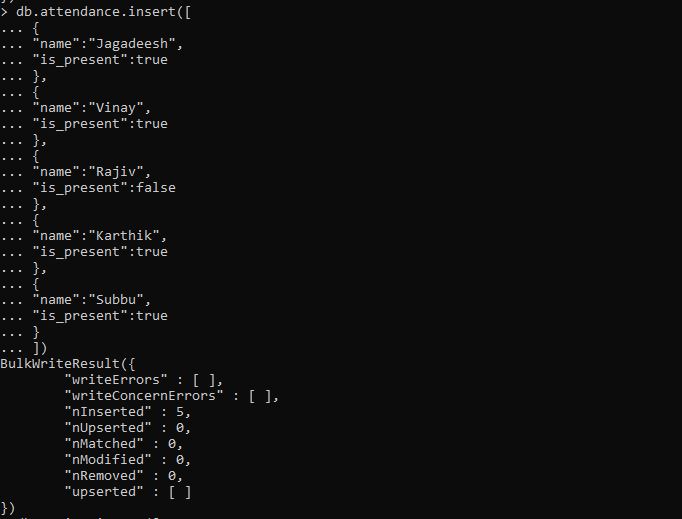 > db.attendance.insert([
... {
... "name":"Jagadeesh",
... "is_present":true
... },
... {
... "name":"Vinay",
... "is_present":true
... },
... {
... "name":"Rajiv",
... "is_present":false
... },
... {
... "name":"Karthik",
... "is_present":true
... },
... {
... "name":"Subbu",
... "is_present":true
... }
... ])
BulkWriteResult({
        "writeErrors" : [ ],
        "writeConcernErrors" : [ ],
        "nInserted" : 5,
        "nUpserted" : 0,
        "nMatched" : 0,
        "nModified" : 0,
        "nRemoved" : 0,
        "upserted" : [ ]
})